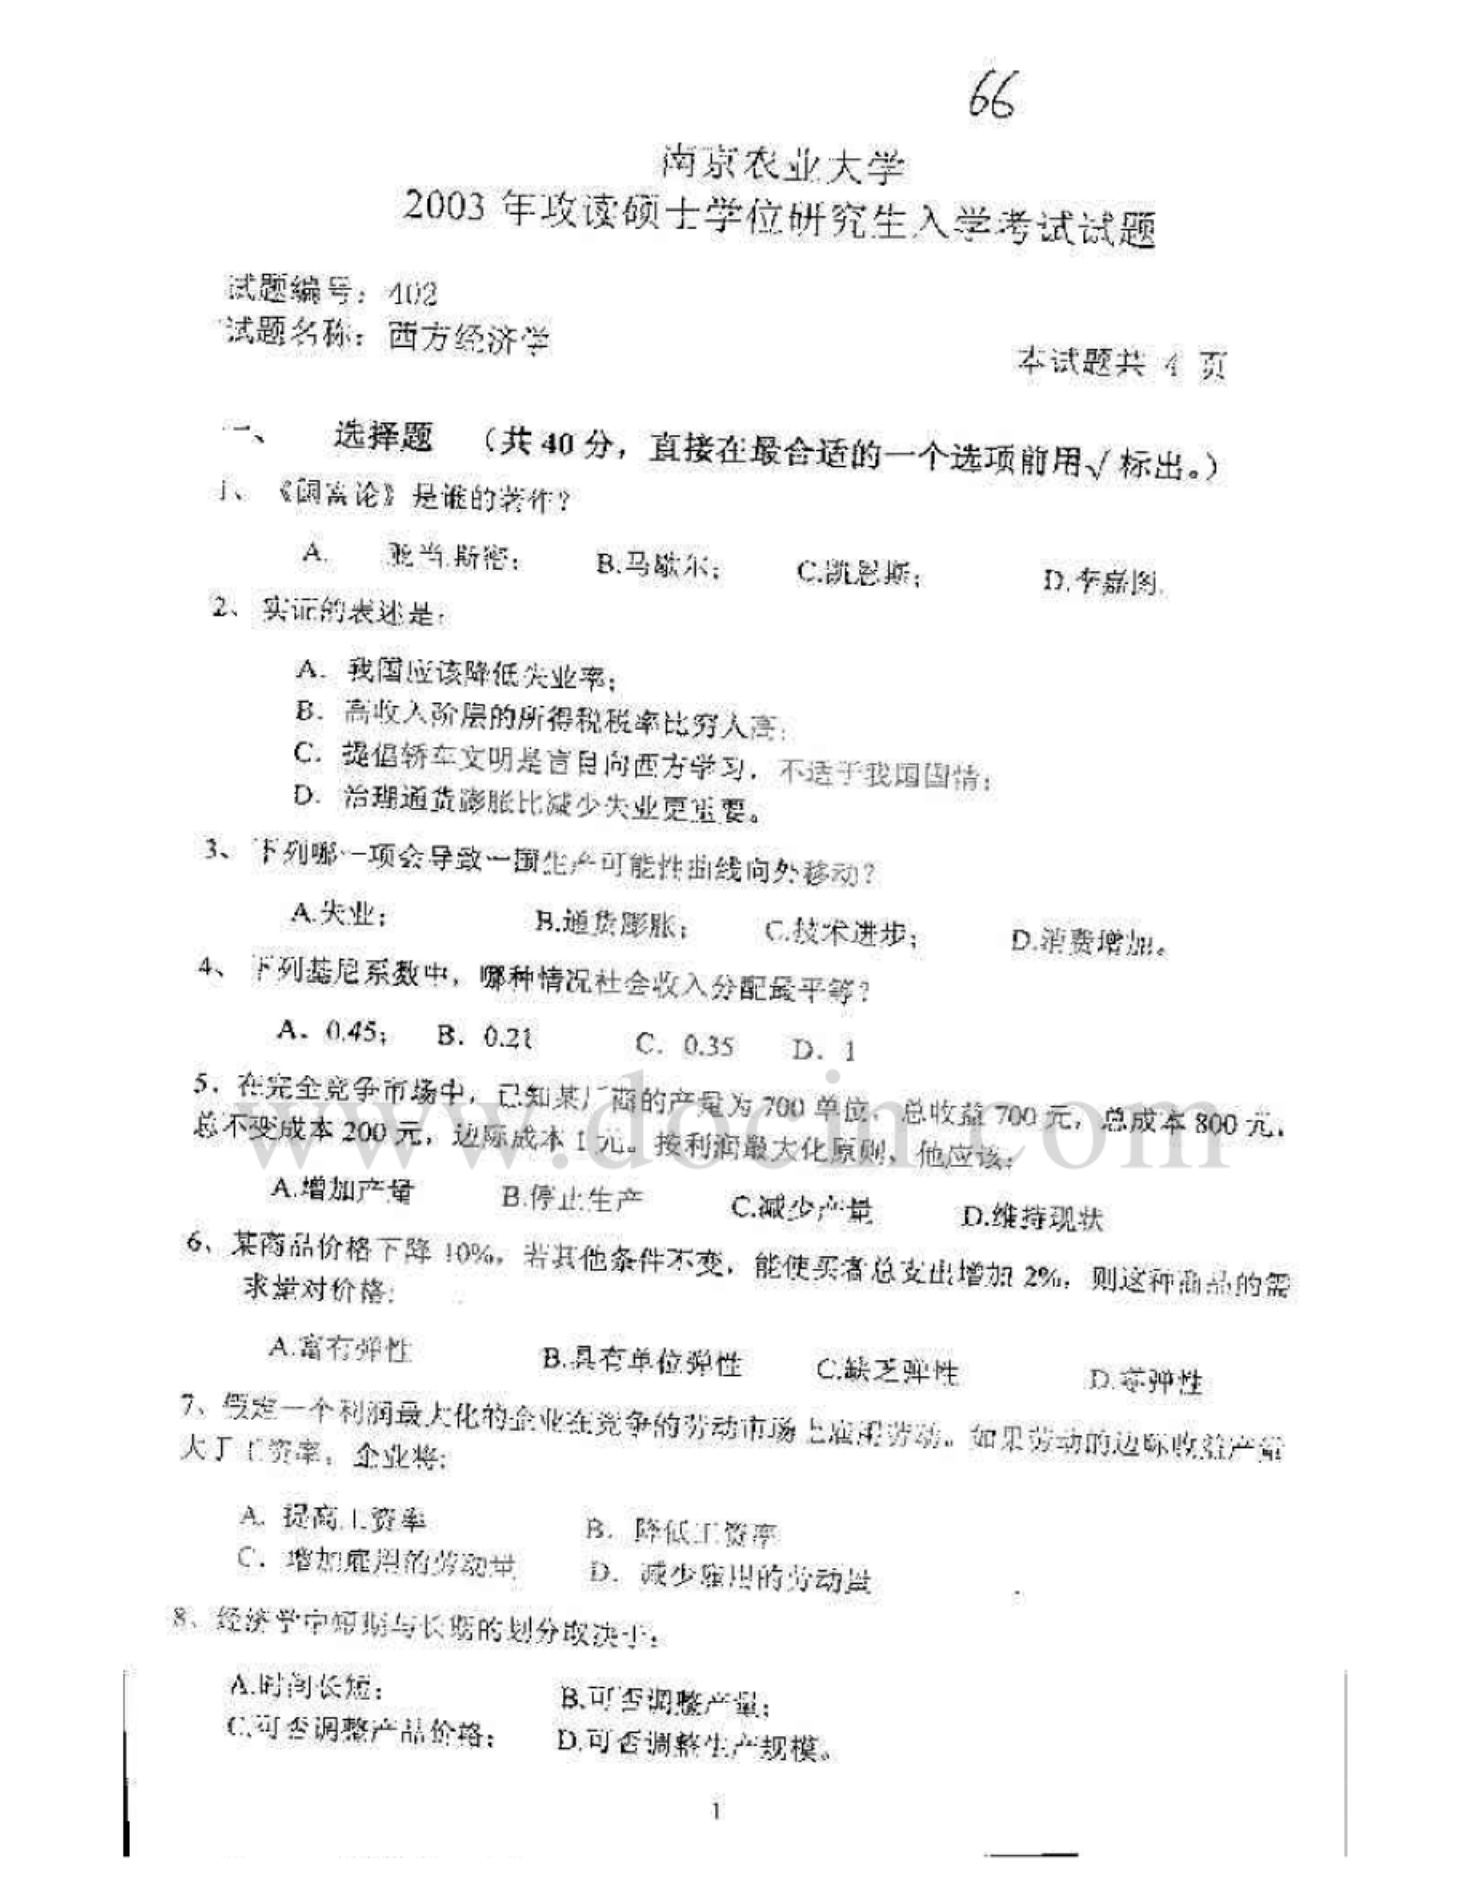 66
南京农业大学
2003 年攻读硕士学位研究生入学考试试题
试题编号：402
试题名称：西方经济学
本试题共 4 页
一、 选择题 （共 40 分，直接在最合适的一个选项前用√标出。）
1、《国富论》是谁的著作？
A. 亚当.斯密； B.马歇尔； C.凯恩斯； D.李嘉图.
2、实证的表述是：
A. 我国应该降低失业率；
B. 高收入阶层的所得税税率比穷人高；
C. 提倡轿车文明是盲目向西方学习，不适于我国国情；
D. 治理通货膨胀比减少失业更重要。
3、下列哪一项会导致一国生产可能性曲线向外移动？
A.失业； B.通货膨胀； C.技术进步； D.消费增加。
4、下列基尼系数中，哪种情况社会收入分配最平等？
A. 0.45； B. 0.21 C. 0.35 D. 1
5．在完全竞争市场中，已知某厂商的产量为 700 单位，总收益 700 元，总成本 800 元，
总不变成本 200 元，边际成本 1 元。按利润最大化原则，他应该：
A.增加产量 B.停止生产 C.减少产量 D.维持现状
www.docin.com
6、某商品价格下降 10%，若其他条件不变，能使买者总支出增加 2%，则这种商品的需
求量对价格：
A.富有弹性 B.具有单位弹性 C.缺乏弹性 D.零弹性
7、假定一个利润最大化的企业在竞争的劳动市场上雇用劳动。如果劳动的边际收益产量
大于工资率，企业将：
A. 提高工资率 B. 降低工资率
C. 增加雇用的劳动量 D. 减少雇用的劳动量
8、经济学中短期与长期的划分取决于：
A.时间长短； B.可否调整产量；
C.可否调整产品价格； D.可否调整生产规模。
1